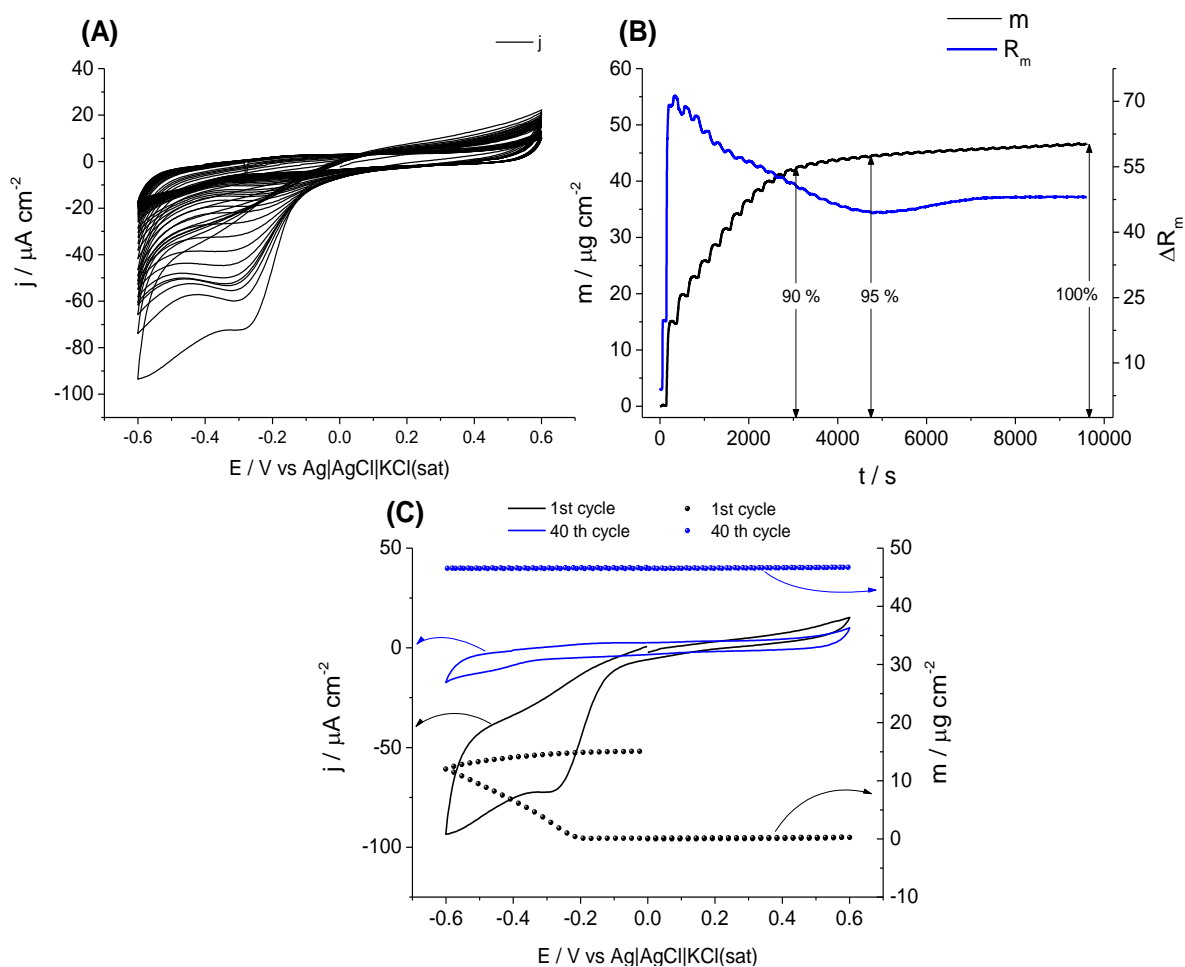 (A)
j
40
20
0
-20
-40
-60
-80
-100
j / µA cm⁻²
-0.6 -0.4 -0.2 0.0 0.2 0.4 0.6
E / V vs Ag|AgCl|KCl(sat)
(B)
m
Rₘ
60
50
40
30
20
10
0
m / µg cm⁻²
70
55
40
25
10
ΔRₘ
90 %
95 %
100%
0 2000 4000 6000 8000 10000
t / s
(C)
1st cycle 1st cycle
40 th cycle 40 th cycle
50
0
-50
-100
j / µA cm⁻²
50
40
30
20
10
0
-10
m / µg cm⁻²
-0.6 -0.4 -0.2 0.0 0.2 0.4 0.6
E / V vs Ag|AgCl|KCl(sat)